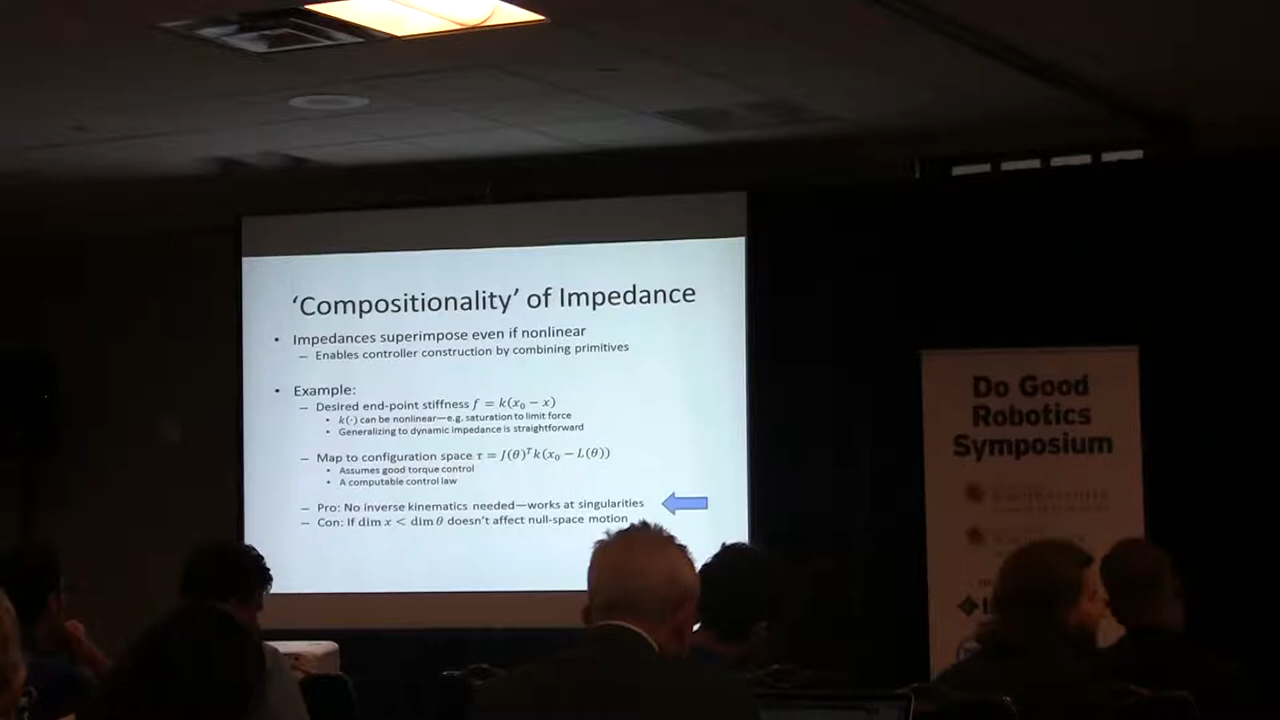 ‘Compositionality’ of Impedance
• Impedances superimpose even if nonlinear
– Enables controller construction by combining primitives
• Example:
– Desired end-point stiffness f = k(x₀ − x)
• k(·) can be nonlinear—e.g. saturation to limit force
• Generalizing to dynamic impedance is straightforward
– Map to configuration space τ = J(θ)ᵀk(x₀ − L(θ))
• Assumes good torque control
• A computable control law
– Pro: No inverse kinematics needed—works at singularities
– Con: If dim x < dim θ doesn’t affect null-space motion
Do Good
Robotics
Symposium